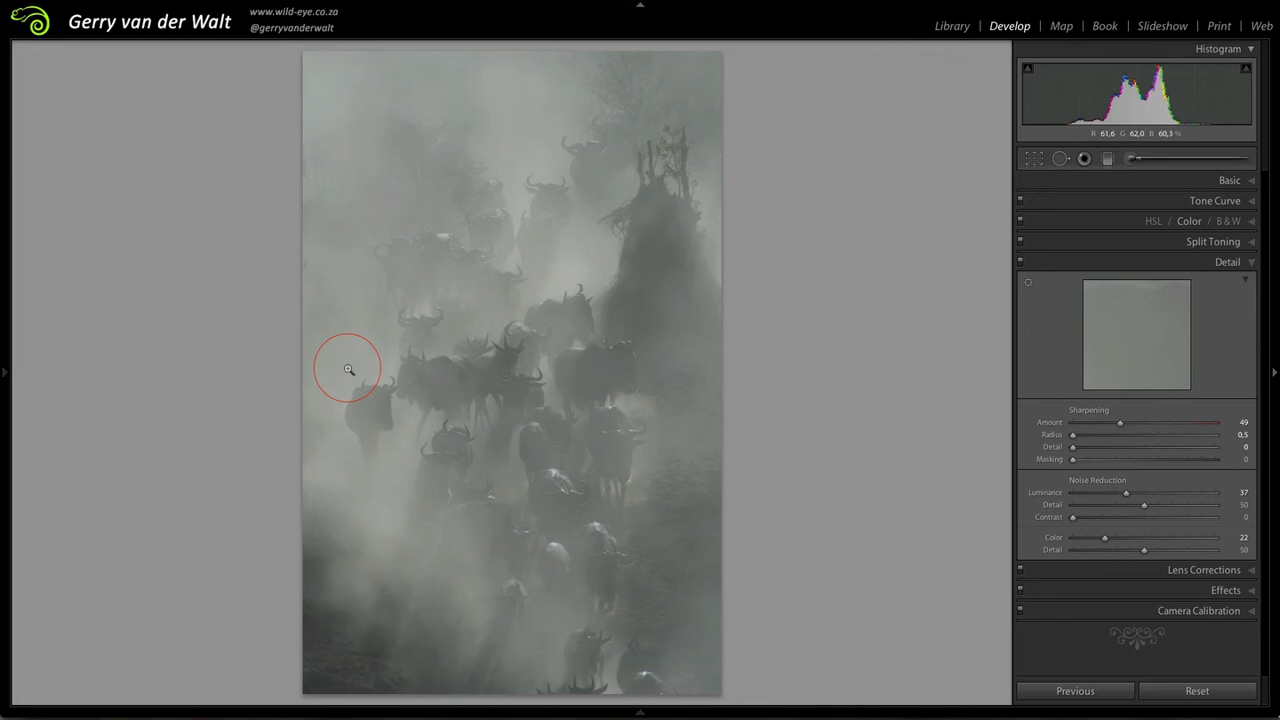 Gerry van der Walt
www.wild-eye.co.za
@gerryvanderwalt
Library | Develop | Map | Book | Slideshow | Print | Web
Histogram
R 61,6 G 62,0 B 60,3 %
Basic
Tone Curve
HSL / Color / B & W
Split Toning
Detail
Sharpening
Amount 49
Radius 0,5
Detail 0
Masking 0
Noise Reduction
Luminance 37
Detail 50
Contrast 0
Color 22
Detail 50
Lens Corrections
Effects
Camera Calibration
Previous Reset